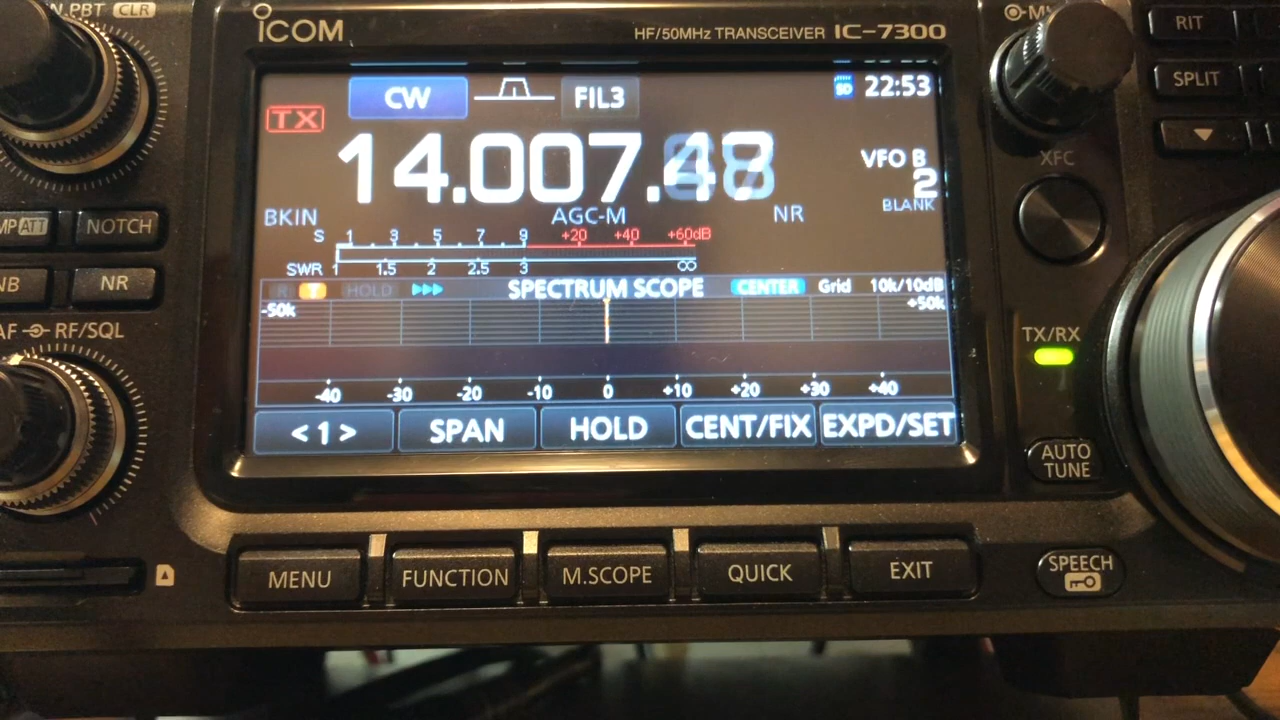 PBT CLR
ICOM
HF/50MHz TRANSCEIVER IC-7300
RIT
CW
FIL3
SD 22:53
SPLIT
TX
14.007.
VFO B
2
BLANK
XFC
BKIN
AGC-M
NR
ATT
NOTCH
S 1 3 5 7 9 +20 +40 +60dB
SWR 1 1.5 2 2.5 3 ∞
NB
NR
R T HOLD
SPECTRUM SCOPE
CENTER Grid 10k/10dB
-50k
+50k
AF RF/SQL
TX/RX
-40 -30 -20 -10 0 +10 +20 +30 +40
<1>
SPAN
HOLD
CENT/FIX
EXPD/SET
AUTO
TUNE
MENU
FUNCTION
M.SCOPE
QUICK
EXIT
SPEECH